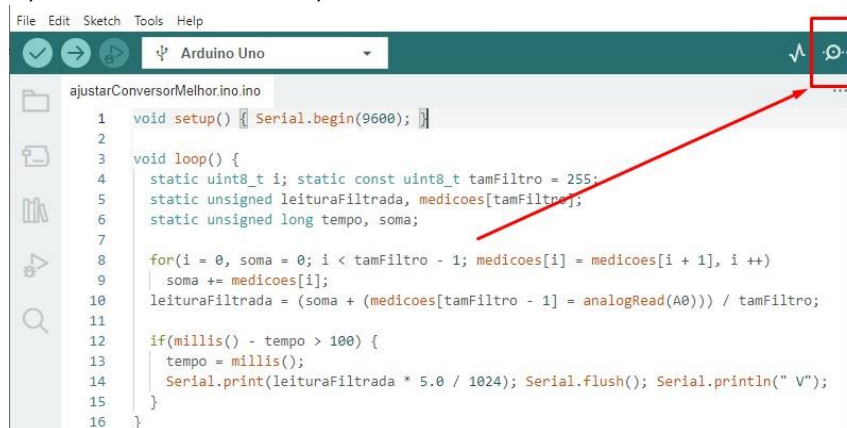 File Edit Sketch Tools Help
Arduino Uno
ajustarConversorMelhor.ino.ino
1 void setup() { Serial.begin(9600); }
2
3 void loop() {
4 static uint8_t i; static const uint8_t tamFiltro = 255;
5 static unsigned leituraFiltrada, medicoes[tamFiltro];
6 static unsigned long tempo, soma;
7
8 for(i = 0, soma = 0; i < tamFiltro - 1; medicoes[i] = medicoes[i + 1], i ++)
9 soma += medicoes[i];
10 leituraFiltrada = (soma + (medicoes[tamFiltro - 1] = analogRead(A0))) / tamFiltro;
11
12 if(millis() - tempo > 100) {
13 tempo = millis();
14 Serial.print(leituraFiltrada * 5.0 / 1024); Serial.flush(); Serial.println(" V");
15 }
16 }